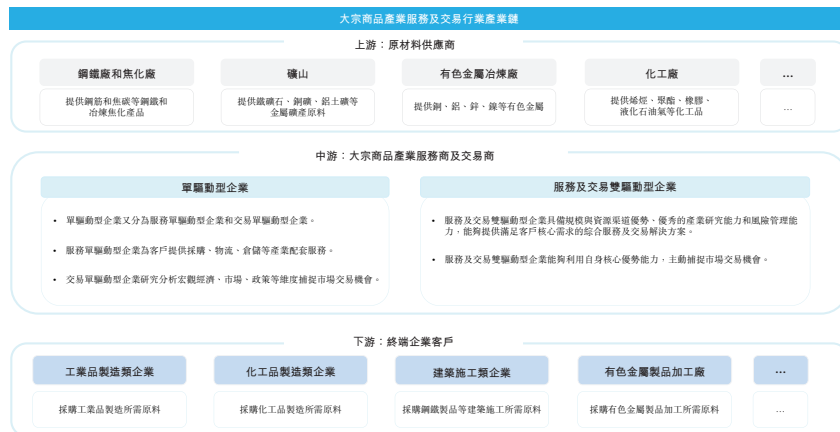 大宗商品產業服務及交易行業產業鏈
上游：原材料供應商
鋼鐵廠和焦化廠
礦山
有色金屬冶煉廠
化工廠
...
提供鋼筋和焦碳等鋼鐵和
冶煉焦化產品
提供鐵礦石、銅礦、鋁土礦等
金屬礦產原料
提供銅、鋁、鋅、鎳等有色金屬
提供烯烴、聚酯、橡膠、
液化石油氣等化工品
...
中游：大宗商品產業服務商及交易商
單驅動型企業
• 單驅動型企業又分為服務單驅動型企業和交易單驅動型企業。
• 服務單驅動型企業為客戶提供採購、物流、倉儲等產業配套服務。
• 交易單驅動型企業研究分析宏觀經濟、市場、政策等維度捕捉市場交易機會。
服務及交易雙驅動型企業
• 服務及交易雙驅動型企業具備規模與資源渠道優勢、優秀的產業研究能力和風險管理能
力，能夠提供滿足客戶核心需求的綜合服務及交易解決方案。
• 服務及交易雙驅動型企業能夠利用自身核心優勢能力，主動捕捉市場交易機會。
下游：終端企業客戶
工業品製造類企業
化工品製造類企業
建築施工類企業
有色金屬製品加工廠
...
採購工業品製造所需原料
採購化工品製造所需原料
採購鋼鐵製品等建築施工所需原料
採購有色金屬製品加工所需原料
...